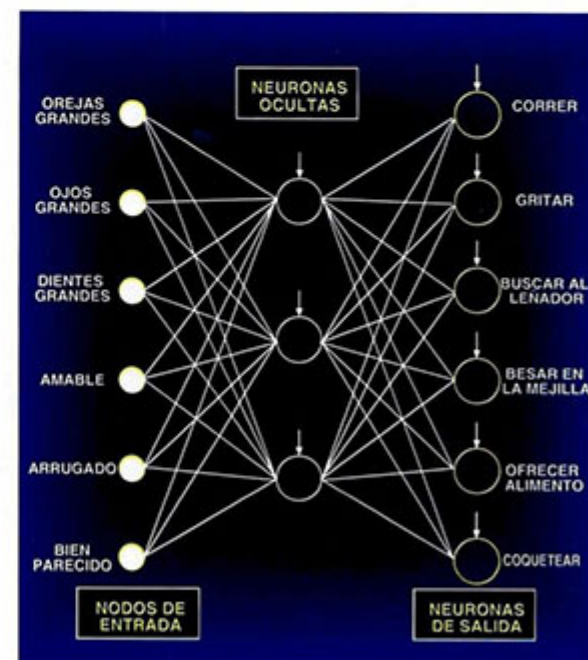 NEURONAS
OCULTAS
OREJAS
GRANDES
OJOS
GRANDES
DIENTES
GRANDES
AMABLE
ARRUGADO
BIEN
PARECIDO
NODOS DE
ENTRADA
CORRER
GRITAR
BUSCAR AL
LENADOR
BESAR EN
LA MEJILLA
OFRECER
ALIMENTO
COQUETEAR
NEURONAS
DE SALIDA